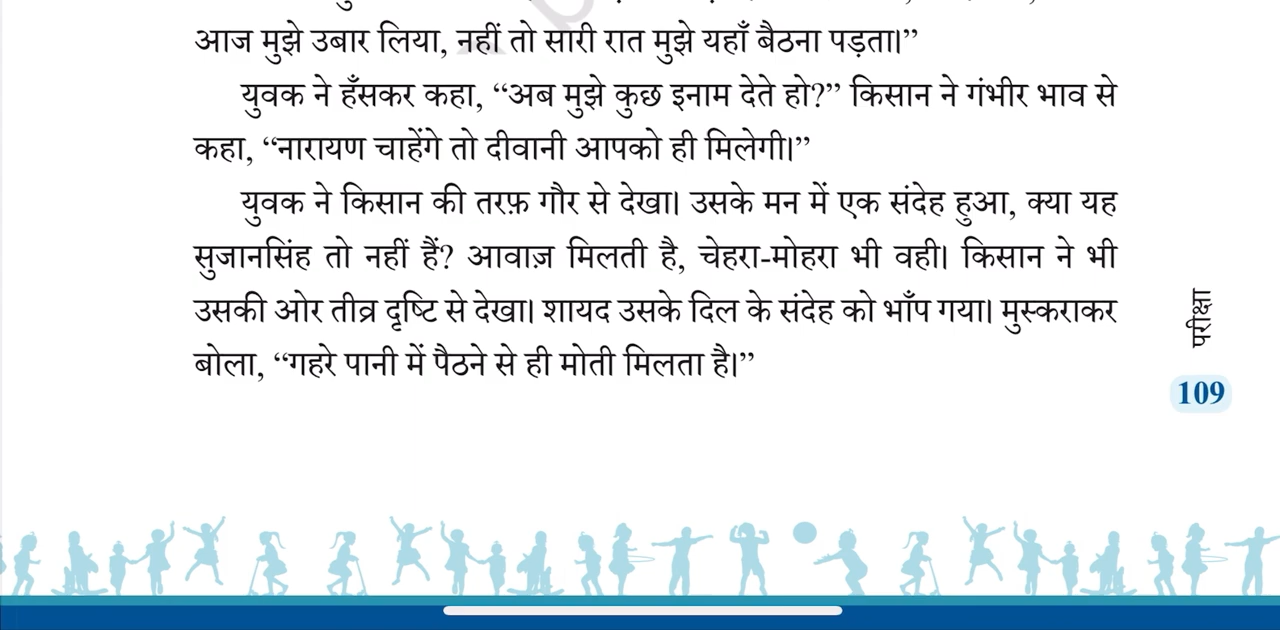 आज मुझे उबार लिया, नहीं तो सारी रात मुझे यहाँ बैठना पड़ता।”
युवक ने हँसकर कहा, “अब मुझे कुछ इनाम देते हो?” किसान ने गंभीर भाव से
कहा, “नारायण चाहेंगे तो दीवानी आपको ही मिलेगी।”
युवक ने किसान की तरफ़ गौर से देखा। उसके मन में एक संदेह हुआ, क्या यह
सुजानसिंह तो नहीं हैं? आवाज़ मिलती है, चेहरा-मोहरा भी वही। किसान ने भी
उसकी ओर तीव्र दृष्टि से देखा। शायद उसके दिल के संदेह को भाँप गया। मुस्कराकर
बोला, “गहरे पानी में पैठने से ही मोती मिलता है।”
परीक्षा
109